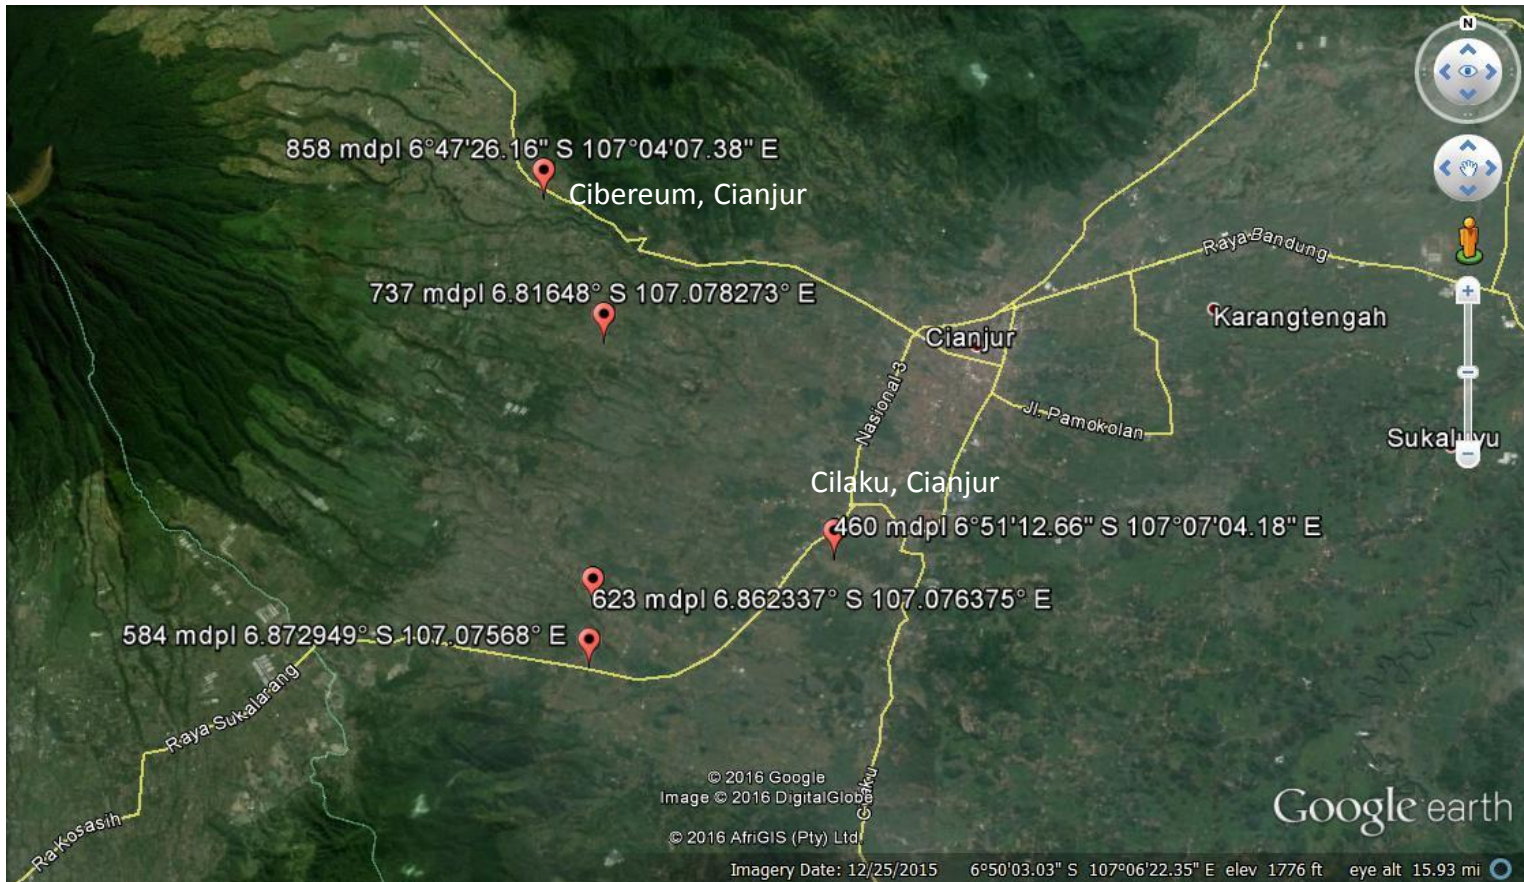 N
858 mdpl 6°47'26.16" S 107°04'07.38" E
Cibereum, Cianjur
Raya Bandung
737 mdpl 6.81648° S 107.078273° E
Karangtengah
Cianjur
Nasional 3
Jl. Pamokolan
Sukaluyu
Cilaku, Cianjur
460 mdpl 6°51'12.66" S 107°07'04.18" E
623 mdpl 6.862337° S 107.076375° E
584 mdpl 6.872949° S 107.07568° E
Raya Sukalarang
Ra Kosasih
Cilaku
© 2016 Google
Image © 2016 DigitalGlobe
© 2016 AfriGIS (Pty) Ltd.
Google earth
Imagery Date: 12/25/2015 6°50'03.03" S 107°06'22.35" E elev 1776 ft eye alt 15.93 mi